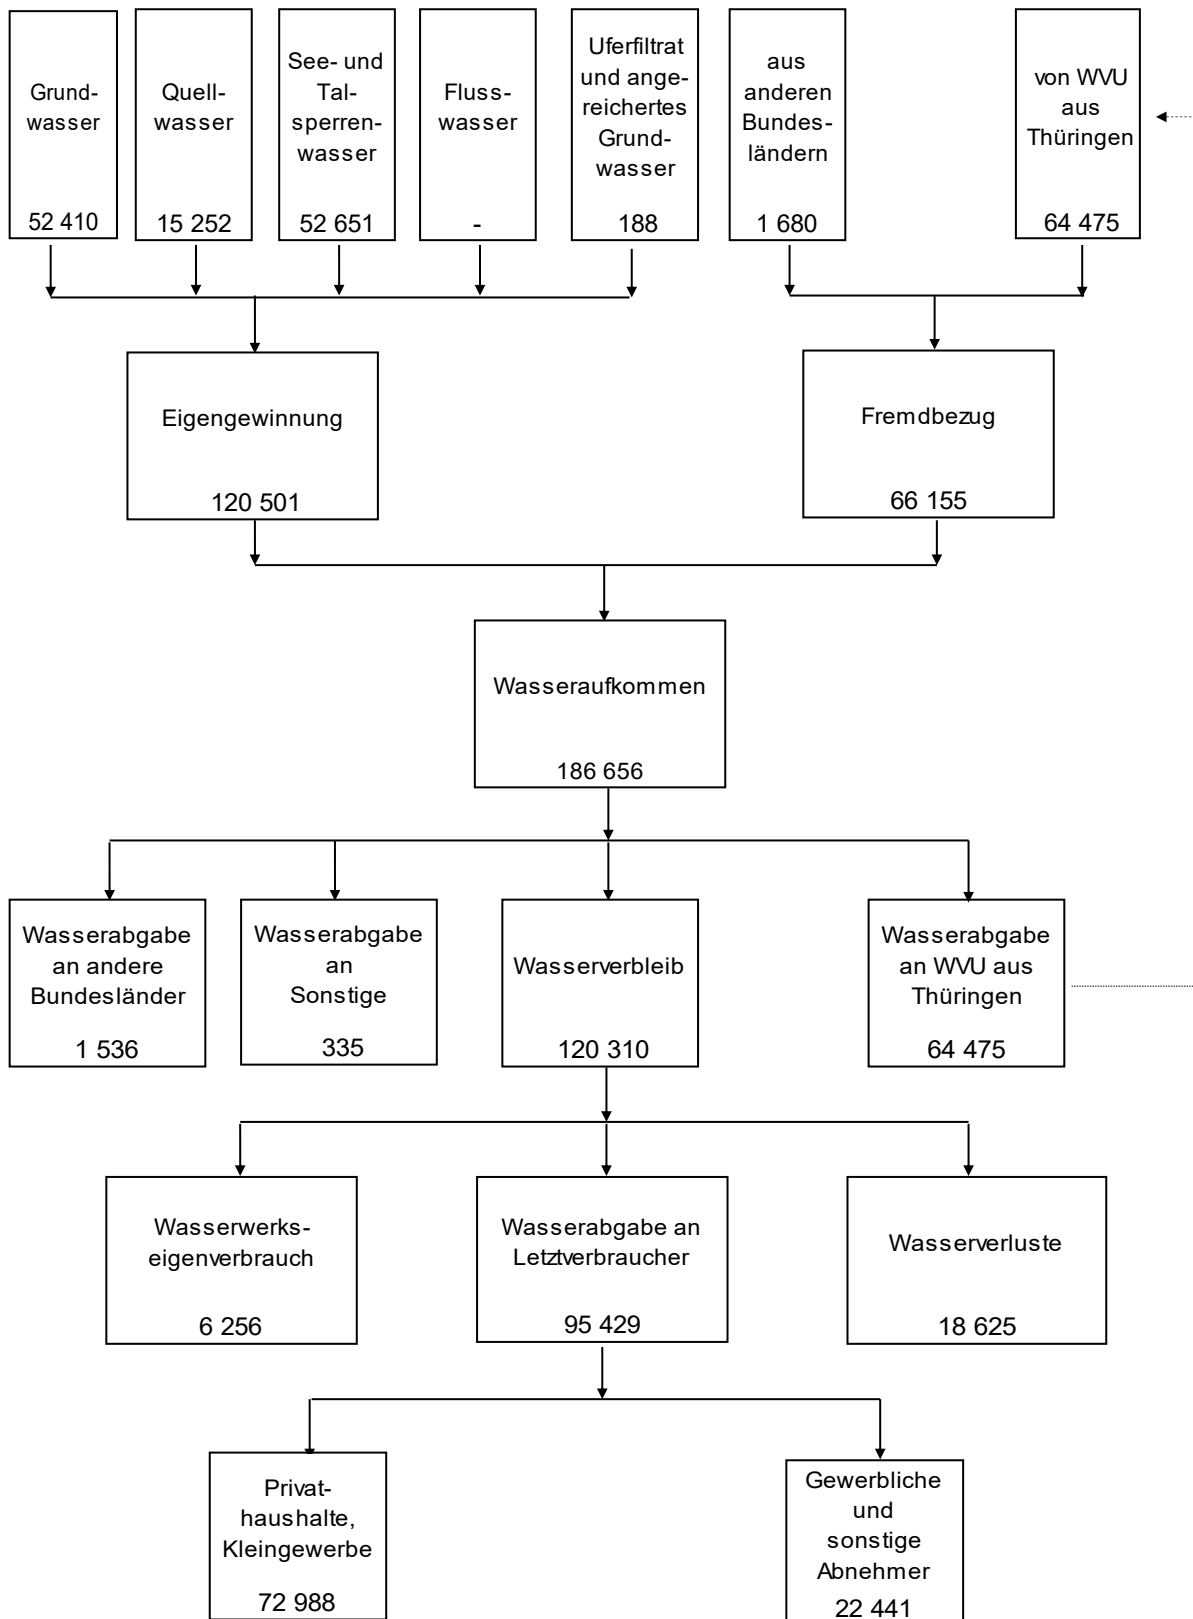 Grund-
wasser
52 410
Quell-
wasser
15 252
See- und
Tal-
sperren-
wasser
52 651
Fluss-
wasser
-
Uferfiltrat
und ange-
reichertes
Grund-
wasser
188
aus
anderen
Bundes-
ländern
1 680
von WVU
aus
Thüringen
64 475
Eigengewinnung
120 501
Fremdbezug
66 155
Wasseraufkommen
186 656
Wasserabgabe
an andere
Bundesländer
1 536
Wasserabgabe
an
Sonstige
335
Wasserverbleib
120 310
Wasserabgabe
an WVU aus
Thüringen
64 475
Wasserwerks-
eigenverbrauch
6 256
Wasserabgabe an
Letztverbraucher
95 429
Wasserverluste
18 625
Privat-
haushalte,
Kleingewerbe
72 988
Gewerbliche
und
sonstige
Abnehmer
22 441